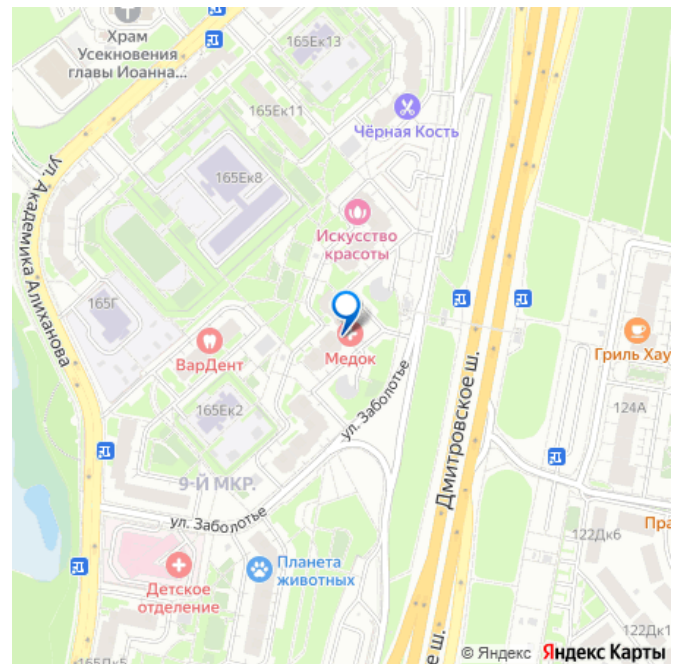 Храм
Усекновения
главы Иоанна...
165Ек13
165Ек11
Чёрная Кость
165Ек8
ул. Академика Алиханова
Искусство
красоты
165Г
ВарДент
Медок
Гриль Хау
124А
165Ек2
ул. Заболотье
Дмитровское ш.
9-Й МКР.
ул. Заболотье
Пра
122Дк6
Детское
отделение
Планета
животных
122Дк1
165Дк5
е ш.
© Яндекс Яндекс Карты